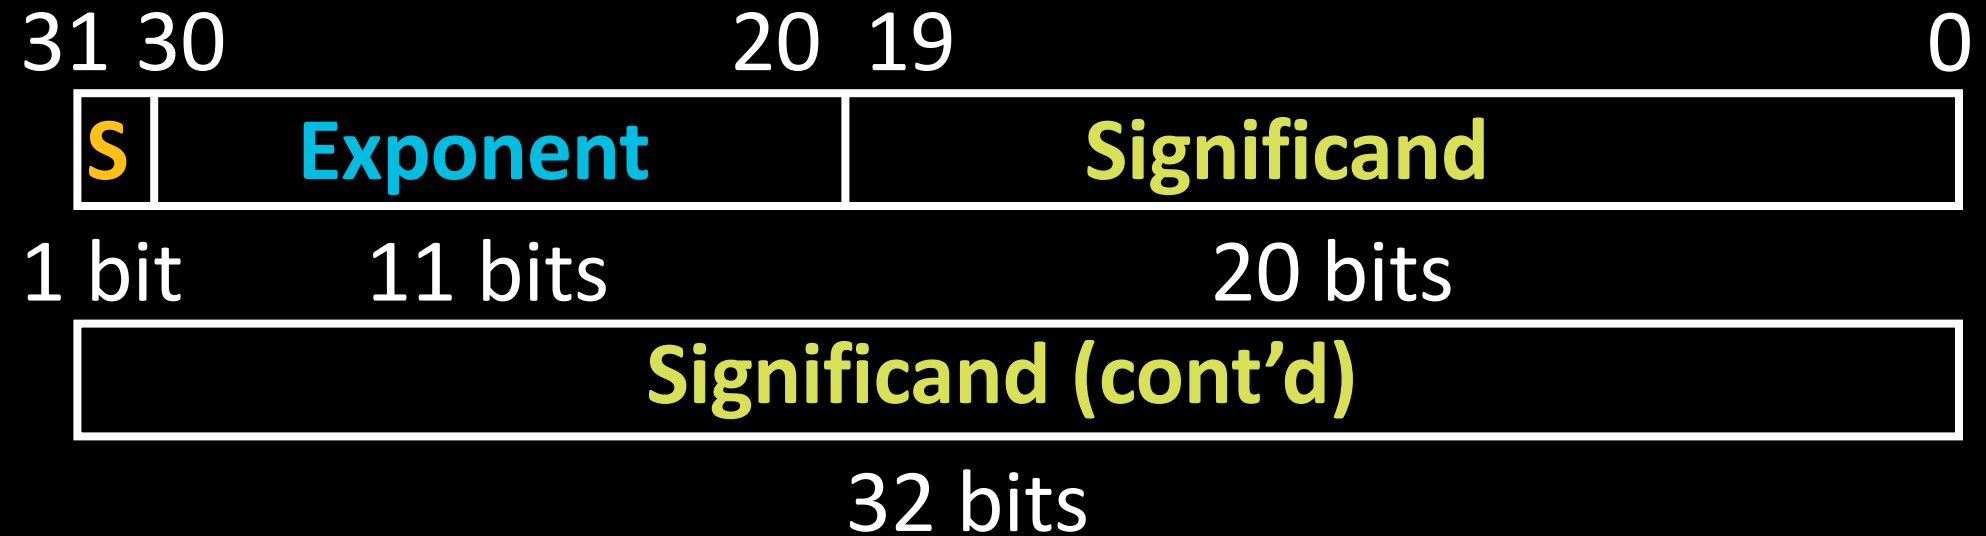 31 30 20 19 0
S Exponent Significand
1 bit 11 bits 20 bits
Significand (cont’d)
32 bits